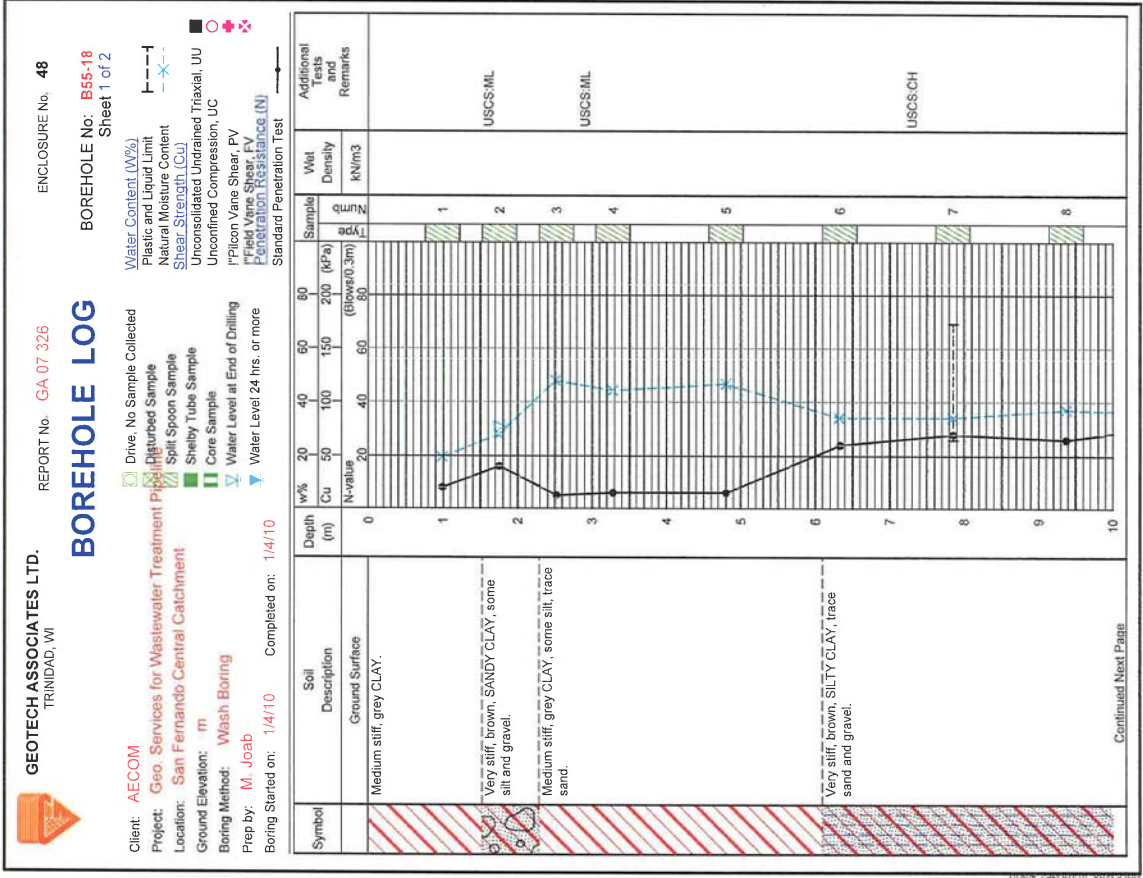 GEOTECH ASSOCIATES LTD.
TRINIDAD, WI
REPORT No. GA 07 326
ENCLOSURE No. 48
BOREHOLE LOG
BOREHOLE No: B55-18
Sheet 1 of 2
Client: AECOM
Project: Geo. Services for Wastewater Treatment Pipeline
Location: San Fernando Central Catchment
Ground Elevation: m
Boring Method: Wash Boring
Prep by: M. Joab
Boring Started on: 1/4/10 Completed on: 1/4/10
Drive, No Sample Collected
Disturbed Sample
Split Spoon Sample
Shelby Tube Sample
Core Sample
Water Level at End of Drilling
Water Level 24 hrs. or more
Water Content (W%)
Plastic and Liquid Limit
Natural Moisture Content
Shear Strength (Cu)
Unconsolidated Undrained Triaxial, UU
Unconfined Compression, UC
!"Pilcon Vane Shear, PV
!"Field Vane Shear, FV
Penetration Resistance (N)
Standard Penetration Test
Symbol
Soil
Description
Depth
(m)
w% 20 40 60 80
Cu 50 100 150 200 (kPa)
N-value 20 40 60 80 (Blows/0.3m)
Sample
Type
Numb
Wet
Density
kN/m3
Additional
Tests
and
Remarks
Ground Surface
0
Medium stiff, grey CLAY.
1
1
Very stiff, brown, SANDY CLAY, some
silt and gravel.
2
2
USCS:ML
Medium stiff, grey CLAY, some silt, trace
sand.
3
3
4
USCS:ML
4
5
5
6
Very stiff, brown, SILTY CLAY, trace
sand and gravel.
6
7
USCS:CH
8
7
9
8
10
Continued Next Page